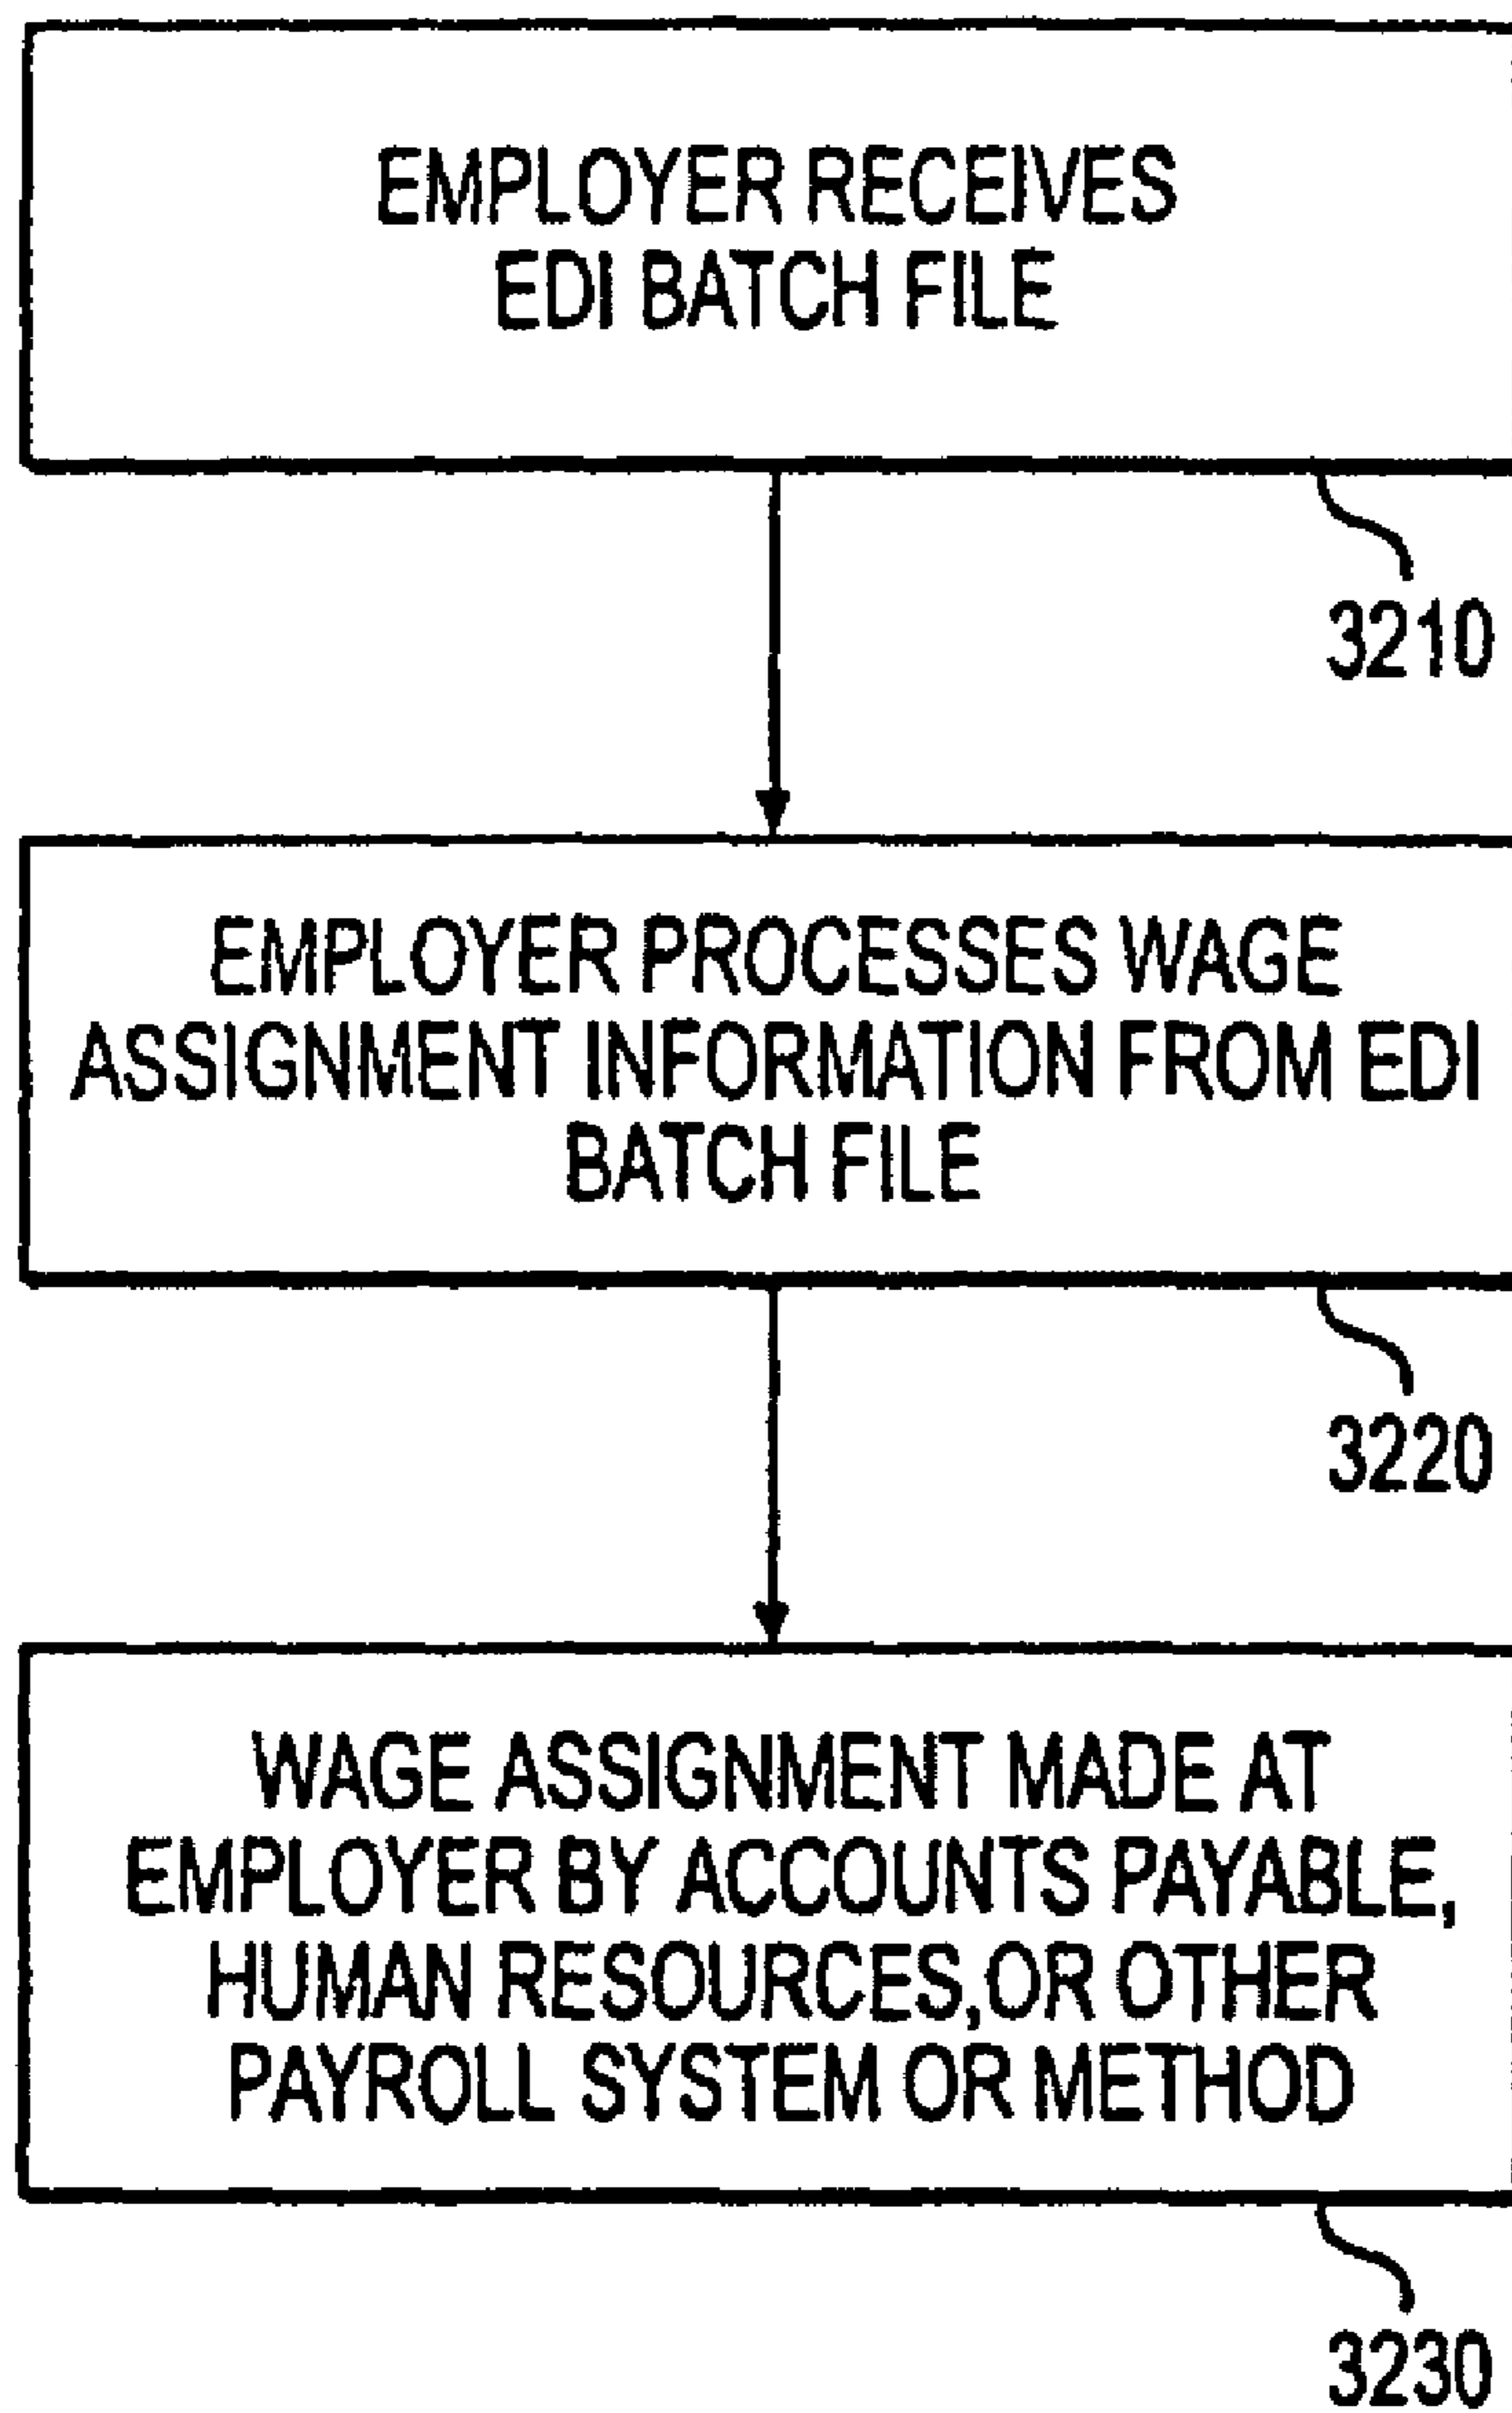 EMPLOYER RECEIVES
EDI BATCH FILE
3210
EMPLOYER PROCESSES WAGE
ASSIGNMENT INFORMATION FROM EDI
BATCH FILE
3220
WAGE ASSIGNMENT MADE AT
EMPLOYER BY ACCOUNTS PAYABLE,
HUMAN RESOURCES,OR OTHER
PAYROLL SYSTEM OR METHOD
3230